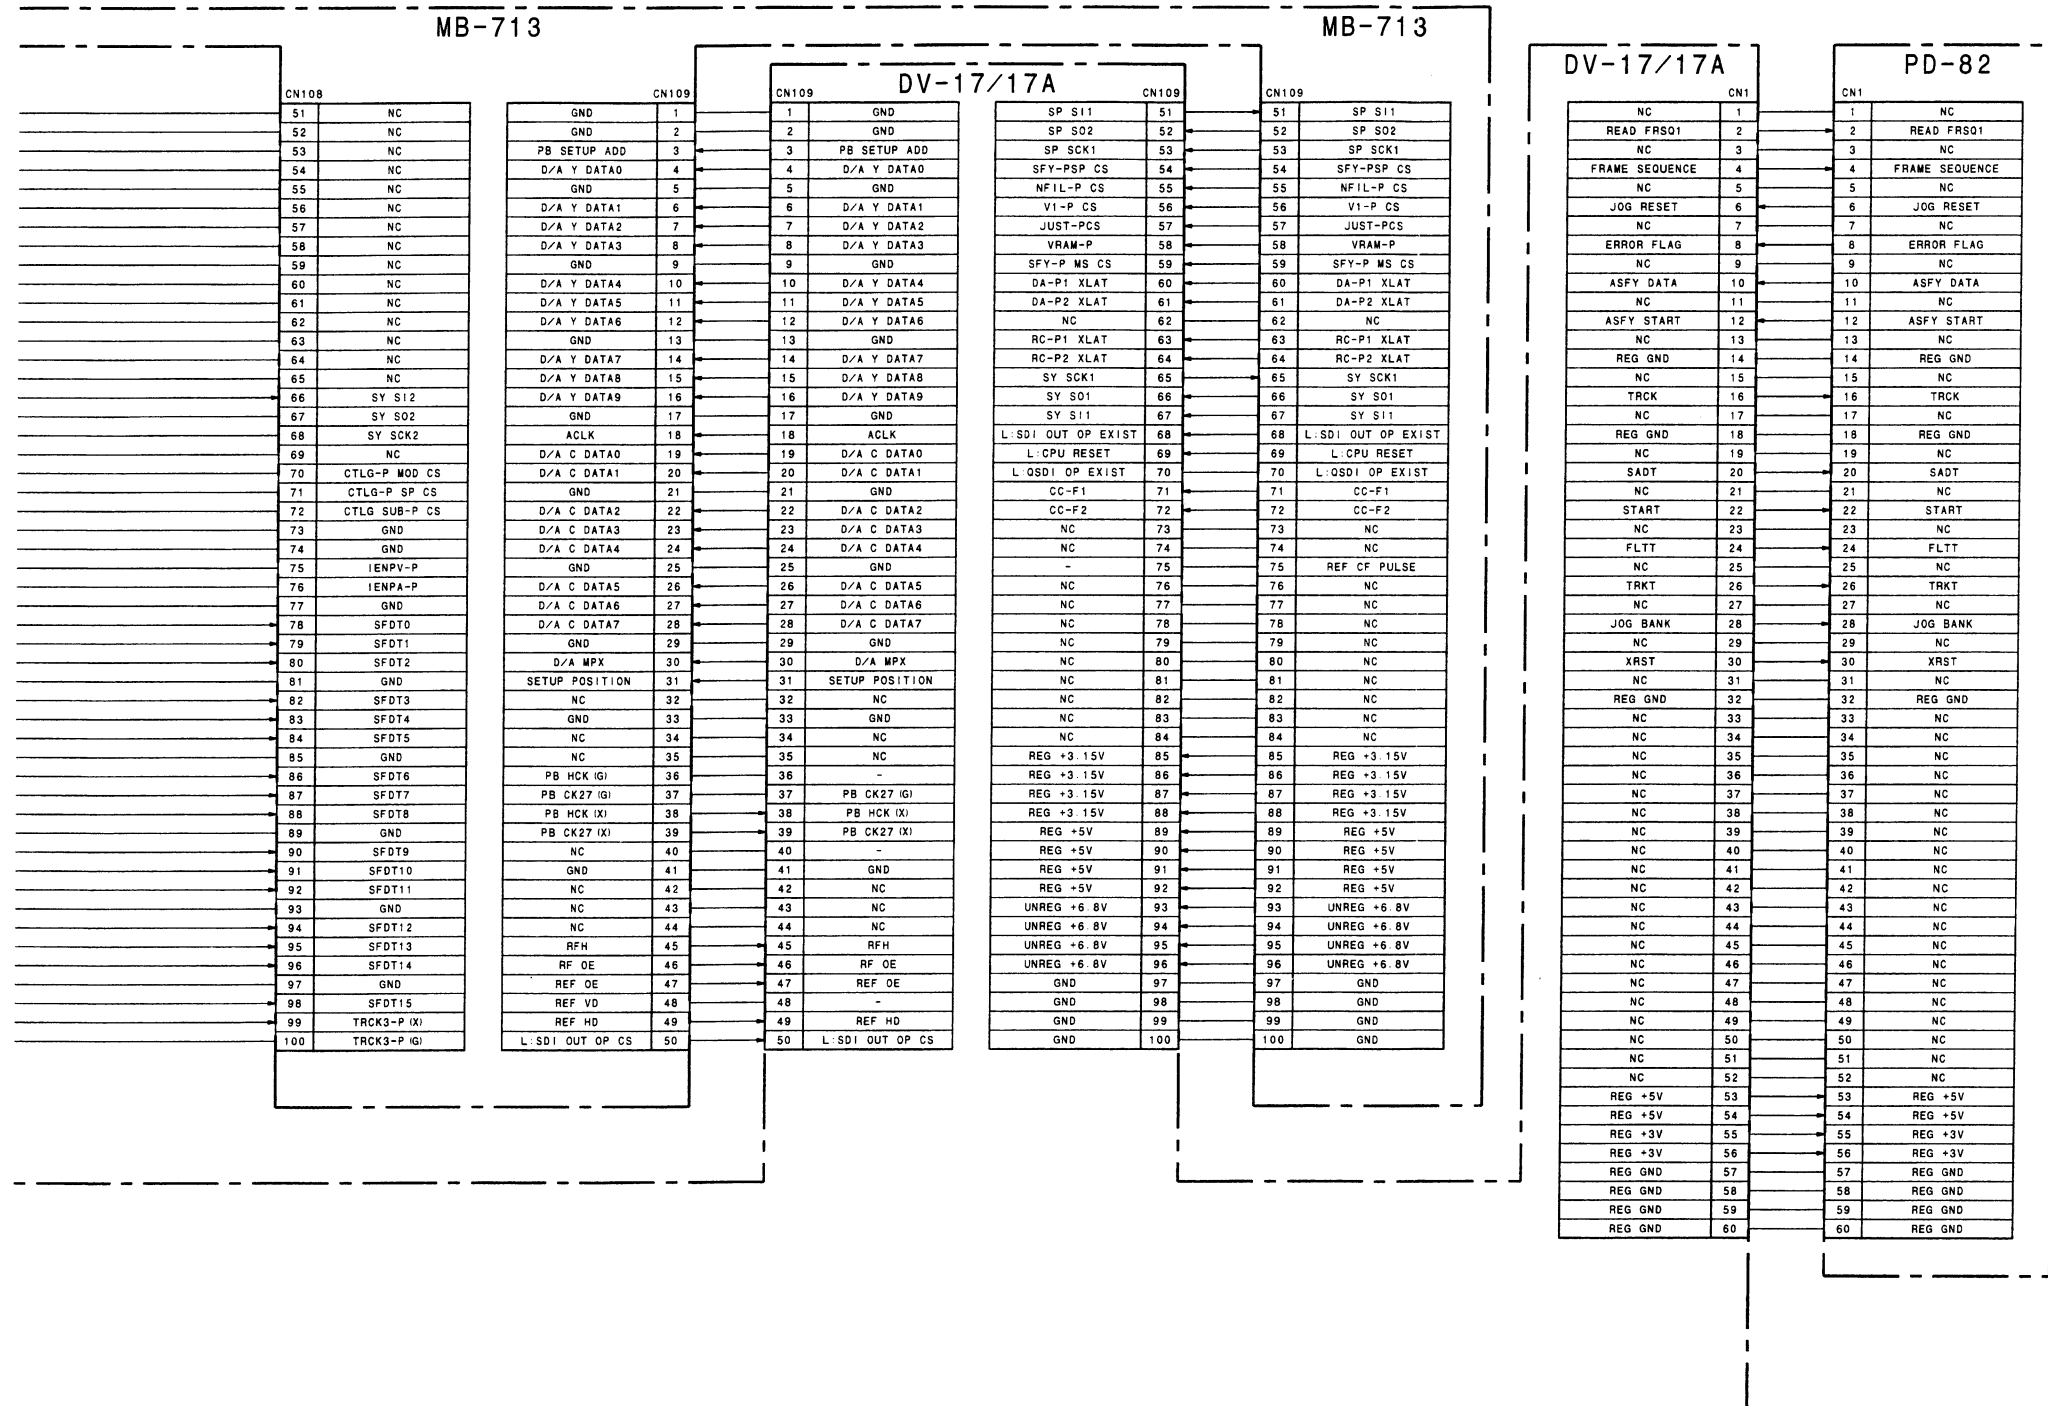 MB-713
MB-713
DV-17/17A
DV-17/17A
PD-82
CN108
51 NC
52 NC
53 NC
54 NC
55 NC
56 NC
57 NC
58 NC
59 NC
60 NC
61 NC
62 NC
63 NC
64 NC
65 NC
66 SY SI2
67 SY SO2
68 SY SCK2
69 NC
70 CTLG-P MOD CS
71 CTLG-P SP CS
72 CTLG SUB-P CS
73 GND
74 GND
75 IENPV-P
76 IENPA-P
77 GND
78 SFDT0
79 SFDT1
80 SFDT2
81 GND
82 SFDT3
83 SFDT4
84 SFDT5
85 GND
86 SFDT6
87 SFDT7
88 SFDT8
89 GND
90 SFDT9
91 SFDT10
92 SFDT11
93 GND
94 SFDT12
95 SFDT13
96 SFDT14
97 GND
98 SFDT15
99 TRCK3-P (X)
100 TRCK3-P (G)
CN109
GND 1
GND 2
PB SETUP ADD 3
D/A Y DATA0 4
GND 5
D/A Y DATA1 6
D/A Y DATA2 7
D/A Y DATA3 8
GND 9
D/A Y DATA4 10
D/A Y DATA5 11
D/A Y DATA6 12
GND 13
D/A Y DATA7 14
D/A Y DATA8 15
D/A Y DATA9 16
GND 17
ACLK 18
D/A C DATA0 19
D/A C DATA1 20
GND 21
D/A C DATA2 22
D/A C DATA3 23
D/A C DATA4 24
GND 25
D/A C DATA5 26
D/A C DATA6 27
D/A C DATA7 28
GND 29
D/A MPX 30
SETUP POSITION 31
NC 32
GND 33
NC 34
NC 35
PB HCK (G) 36
PB CK27 (G) 37
PB HCK (X) 38
PB CK27 (X) 39
NC 40
GND 41
NC 42
NC 43
NC 44
RFH 45
RF OE 46
REF OE 47
REF VD 48
REF HD 49
L:SDI OUT OP CS 50
CN109
1 GND
2 GND
3 PB SETUP ADD
4 D/A Y DATA0
5 GND
6 D/A Y DATA1
7 D/A Y DATA2
8 D/A Y DATA3
9 GND
10 D/A Y DATA4
11 D/A Y DATA5
12 D/A Y DATA6
13 GND
14 D/A Y DATA7
15 D/A Y DATA8
16 D/A Y DATA9
17 GND
18 ACLK
19 D/A C DATA0
20 D/A C DATA1
21 GND
22 D/A C DATA2
23 D/A C DATA3
24 D/A C DATA4
25 GND
26 D/A C DATA5
27 D/A C DATA6
28 D/A C DATA7
29 GND
30 D/A MPX
31 SETUP POSITION
32 NC
33 GND
34 NC
35 NC
36 -
37 PB CK27 (G)
38 PB HCK (X)
39 PB CK27 (X)
40 -
41 GND
42 NC
43 NC
44 NC
45 RFH
46 RF OE
47 REF OE
48 -
49 REF HD
50 L:SDI OUT OP CS
CN109
SP SI1 51
SP SO2 52
SP SCK1 53
SFY-PSP CS 54
NFIL-P CS 55
V1-P CS 56
JUST-PCS 57
VRAM-P 58
SFY-P MS CS 59
DA-P1 XLAT 60
DA-P2 XLAT 61
NC 62
RC-P1 XLAT 63
RC-P2 XLAT 64
SY SCK1 65
SY SO1 66
SY SI1 67
L:SDI OUT OP EXIST 68
L:CPU RESET 69
L:QSDI OP EXIST 70
CC-F1 71
CC-F2 72
NC 73
NC 74
- 75
NC 76
NC 77
NC 78
NC 79
NC 80
NC 81
NC 82
NC 83
NC 84
REG +3.15V 85
REG +3.15V 86
REG +3.15V 87
REG +3.15V 88
REG +5V 89
REG +5V 90
REG +5V 91
REG +5V 92
UNREG +6.8V 93
UNREG +6.8V 94
UNREG +6.8V 95
UNREG +6.8V 96
GND 97
GND 98
GND 99
GND 100
CN109
51 SP SI1
52 SP SO2
53 SP SCK1
54 SFY-PSP CS
55 NFIL-P CS
56 V1-P CS
57 JUST-PCS
58 VRAM-P
59 SFY-P MS CS
60 DA-P1 XLAT
61 DA-P2 XLAT
62 NC
63 RC-P1 XLAT
64 RC-P2 XLAT
65 SY SCK1
66 SY SO1
67 SY SI1
68 L:SDI OUT OP EXIST
69 L:CPU RESET
70 L:QSDI OP EXIST
71 CC-F1
72 CC-F2
73 NC
74 NC
75 REF CF PULSE
76 NC
77 NC
78 NC
79 NC
80 NC
81 NC
82 NC
83 NC
84 NC
85 REG +3.15V
86 REG +3.15V
87 REG +3.15V
88 REG +3.15V
89 REG +5V
90 REG +5V
91 REG +5V
92 REG +5V
93 UNREG +6.8V
94 UNREG +6.8V
95 UNREG +6.8V
96 UNREG +6.8V
97 GND
98 GND
99 GND
100 GND
CN1
NC 1
READ FRSQ1 2
NC 3
FRAME SEQUENCE 4
NC 5
JOG RESET 6
NC 7
ERROR FLAG 8
NC 9
ASFY DATA 10
NC 11
ASFY START 12
NC 13
REG GND 14
NC 15
TRCK 16
NC 17
REG GND 18
NC 19
SADT 20
NC 21
START 22
NC 23
FLTT 24
NC 25
TRKT 26
NC 27
JOG BANK 28
NC 29
XRST 30
NC 31
REG GND 32
NC 33
NC 34
NC 35
NC 36
NC 37
NC 38
NC 39
NC 40
NC 41
NC 42
NC 43
NC 44
NC 45
NC 46
NC 47
NC 48
NC 49
NC 50
NC 51
NC 52
REG +5V 53
REG +5V 54
REG +3V 55
REG +3V 56
REG GND 57
REG GND 58
REG GND 59
REG GND 60
CN1
1 NC
2 READ FRSQ1
3 NC
4 FRAME SEQUENCE
5 NC
6 JOG RESET
7 NC
8 ERROR FLAG
9 NC
10 ASFY DATA
11 NC
12 ASFY START
13 NC
14 REG GND
15 NC
16 TRCK
17 NC
18 REG GND
19 NC
20 SADT
21 NC
22 START
23 NC
24 FLTT
25 NC
26 TRKT
27 NC
28 JOG BANK
29 NC
30 XRST
31 NC
32 REG GND
33 NC
34 NC
35 NC
36 NC
37 NC
38 NC
39 NC
40 NC
41 NC
42 NC
43 NC
44 NC
45 NC
46 NC
47 NC
48 NC
49 NC
50 NC
51 NC
52 NC
53 REG +5V
54 REG +5V
55 REG +3V
56 REG +3V
57 REG GND
58 REG GND
59 REG GND
60 REG GND